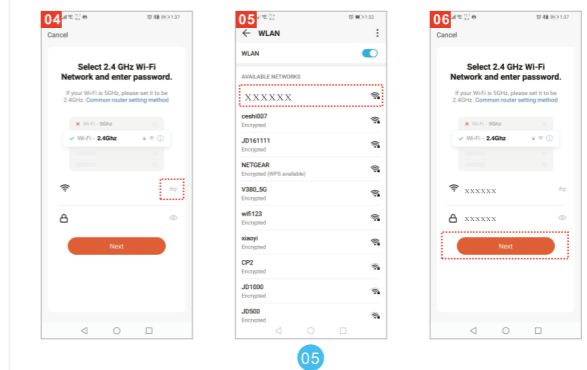 04
Cancel
Select 2.4 GHz Wi-Fi
Network and enter password.
If your Wi-Fi is 5GHz, please set it to be
2.4GHz. Common router setting method
Wi-Fi - 5Ghz
Wi-Fi - 2.4Ghz
Next
05
1:22
WLAN
WLAN
AVAILABLE NETWORKS
XXXXXX
ceshi007
Encrypted
JD161111
Encrypted
NETGEAR
Encrypted (WPS available)
V380_5G
Encrypted
wifi123
Encrypted
xiaoyi
Encrypted
CP2
Encrypted
JD1000
Encrypted
JD500
Encrypted
06
Cancel
Select 2.4 GHz Wi-Fi
Network and enter password.
If your Wi-Fi is 5GHz, please set it to be
2.4GHz. Common router setting method
Wi-Fi - 5Ghz
Wi-Fi - 2.4Ghz
xxxxxx
xxxxxx
Next
05